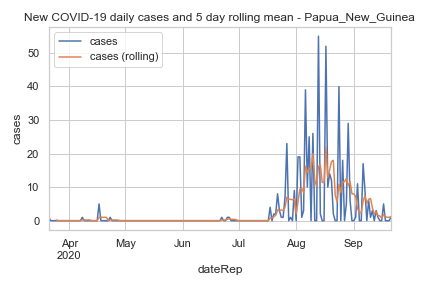 New COVID-19 daily cases and 5 day rolling mean - Papua_New_Guinea
cases
cases (rolling)
50
40
30
20
10
0
cases
Apr
2020
May
Jun
Jul
Aug
Sep
dateRep